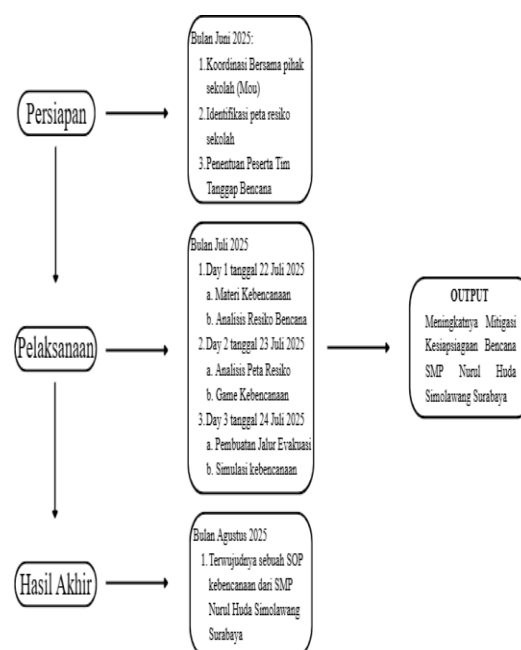 Persiapan
Bulan Juni 2025:
1.Koordinasi Bersama pihak
sekolah (Mou)
2.Identifikasi peta resiko
sekolah
3.Penentuan Peserta Tim
Tanggap Bencana
Pelaksanaan
Bulan Juli 2025
1.Day 1 tanggal 22 Juli 2025
a. Materi Kebencanaan
b. Analisis Resiko Bencana
2.Day 2 tanggal 23 Juli 2025
a. Analisis Peta Resiko
b. Game Kebencanaan
3.Day 3 tanggal 24 Juli 2025
a. Pembuatan Jalur Evakuasi
b. Simulasi kebencanaan
OUTPUT
Meningkatnya Mitigasi
Kesiapsiagaan Bencana
SMP Nurul Huda
Simolawang Surabaya
Hasil Akhir
Bulan Agustus 2025
1.Terwujudnya sebuah SOP
kebencanaan dari SMP
Nurul Huda Simolawang
Surabaya